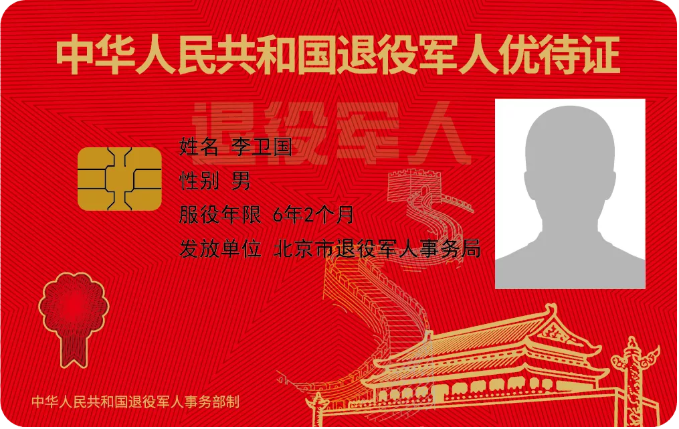 中华人民共和国退役军人优待证
退役军人
姓名 李卫国
性别 男
服役年限 6年2个月
发放单位 北京市退役军人事务局
中华人民共和国退役军人事务部制